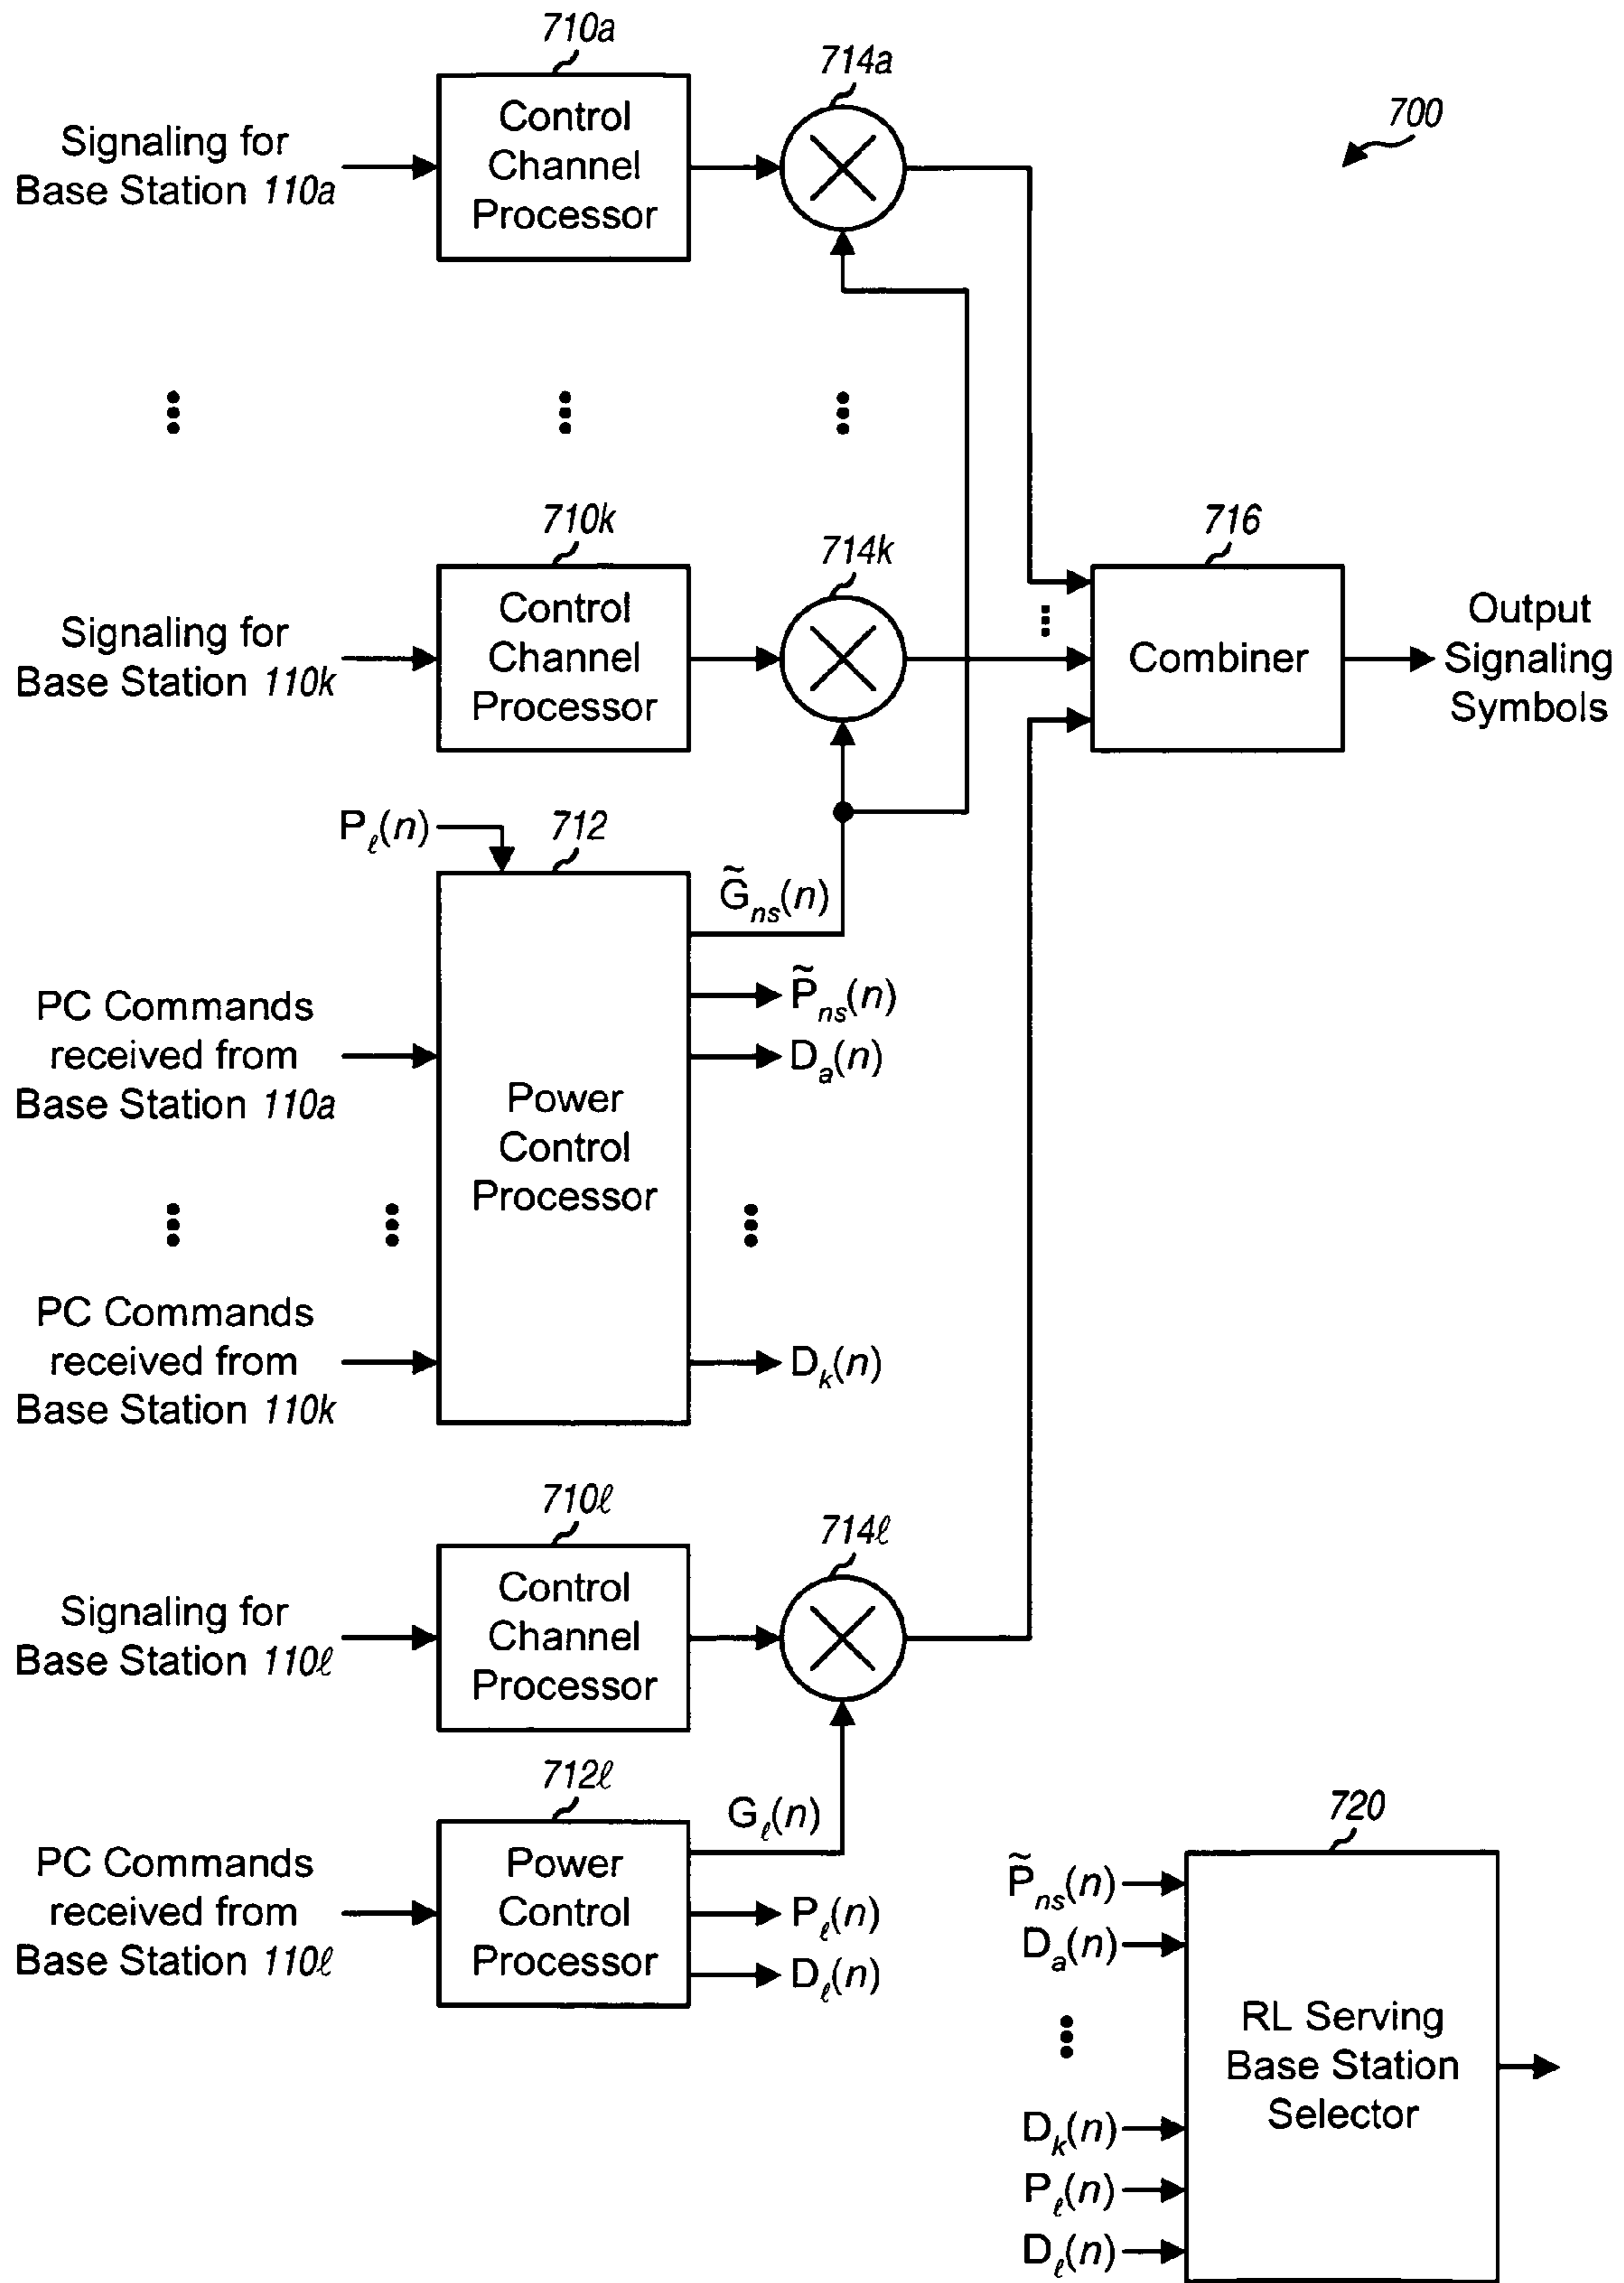 710a
714a
700
Signaling for
Base Station 110a
Control
Channel
Processor
710k
714k
716
Signaling for
Base Station 110k
Control
Channel
Processor
Combiner
Output
Signaling
Symbols
Pℓ(n)
712
G̃ns(n)
P̃ns(n)
PC Commands
received from
Base Station 110a
Da(n)
Power
Control
Processor
PC Commands
received from
Base Station 110k
Dk(n)
710ℓ
714ℓ
Signaling for
Base Station 110ℓ
Control
Channel
Processor
712ℓ
Gℓ(n)
720
PC Commands
received from
Base Station 110ℓ
Power
Control
Processor
Pℓ(n)
Dℓ(n)
P̃ns(n)
Da(n)
Dk(n)
Pℓ(n)
Dℓ(n)
RL Serving
Base Station
Selector